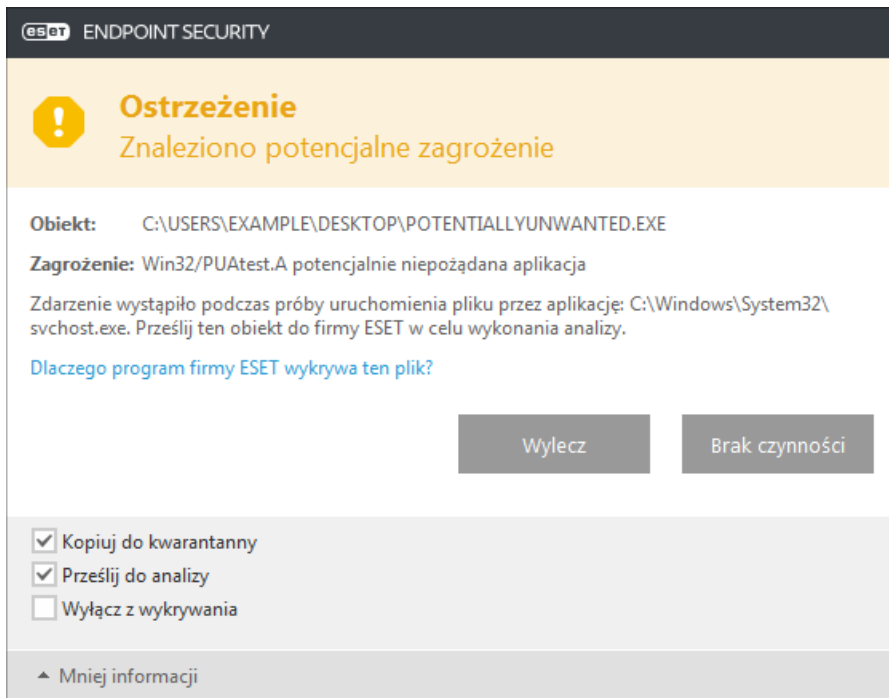 eset ENDPOINT SECURITY
Ostrzeżenie
Znaleziono potencjalne zagrożenie
Obiekt: C:\USERS\EXAMPLE\DESKTOP\POTENTIALLYUNWANTED.EXE
Zagrożenie: Win32/PUAtest.A potencjalnie niepożądana aplikacja
Zdarzenie wystąpiło podczas próby uruchomienia pliku przez aplikację: C:\Windows\System32\
svchost.exe. Prześlij ten obiekt do firmy ESET w celu wykonania analizy.
Dlaczego program firmy ESET wykrywa ten plik?
Wylecz
Brak czynności
Kopiuj do kwarantanny
Prześlij do analizy
Wyłącz z wykrywania
Mniej informacji